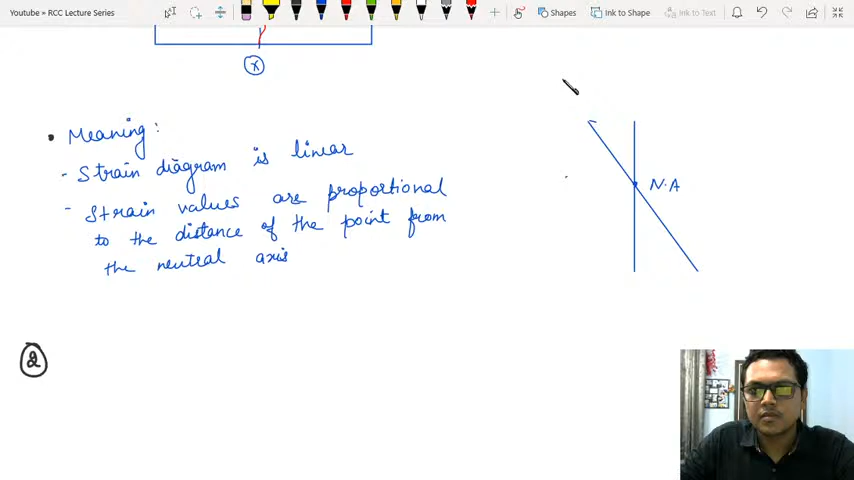 Youtube » RCC Lecture Series
Shapes
Ink to Shape
Ink to Text
x
• Meaning:
- Strain diagram is linear
- Strain values are proportional
to the distance of the point from
the neutral axis
N.A
2